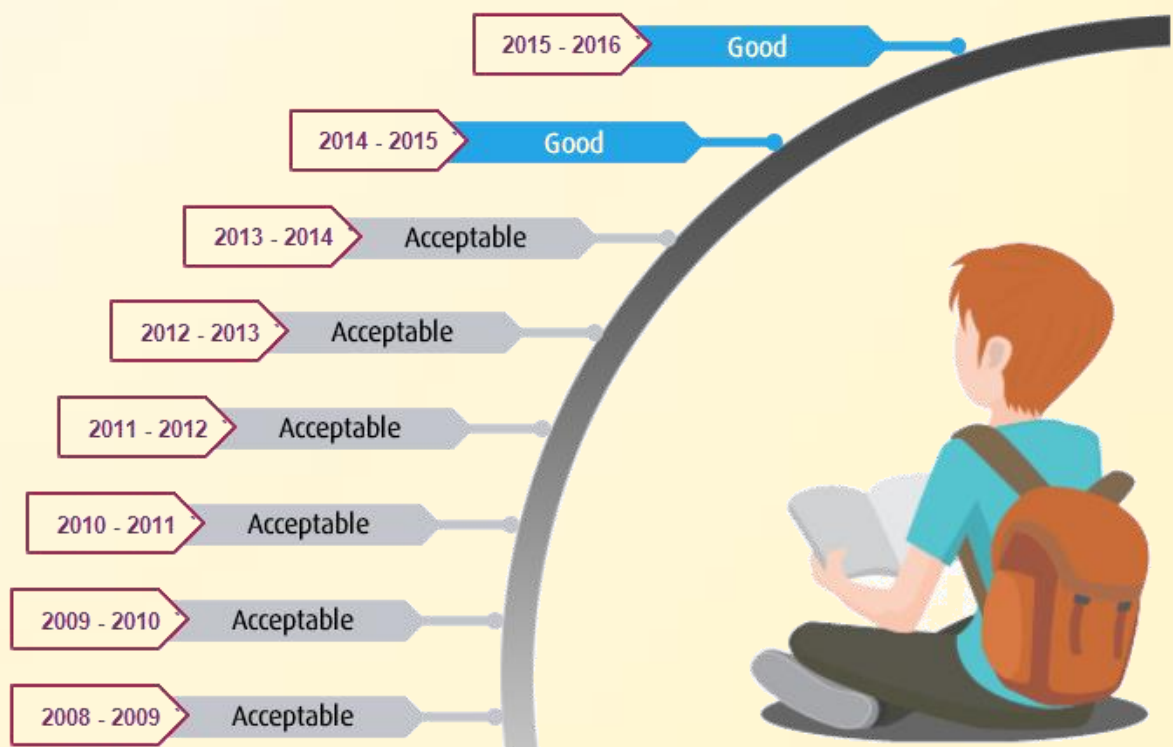 2015 - 2016 Good
2014 - 2015 Good
2013 - 2014 Acceptable
2012 - 2013 Acceptable
2011 - 2012 Acceptable
2010 - 2011 Acceptable
2009 - 2010 Acceptable
2008 - 2009 Acceptable